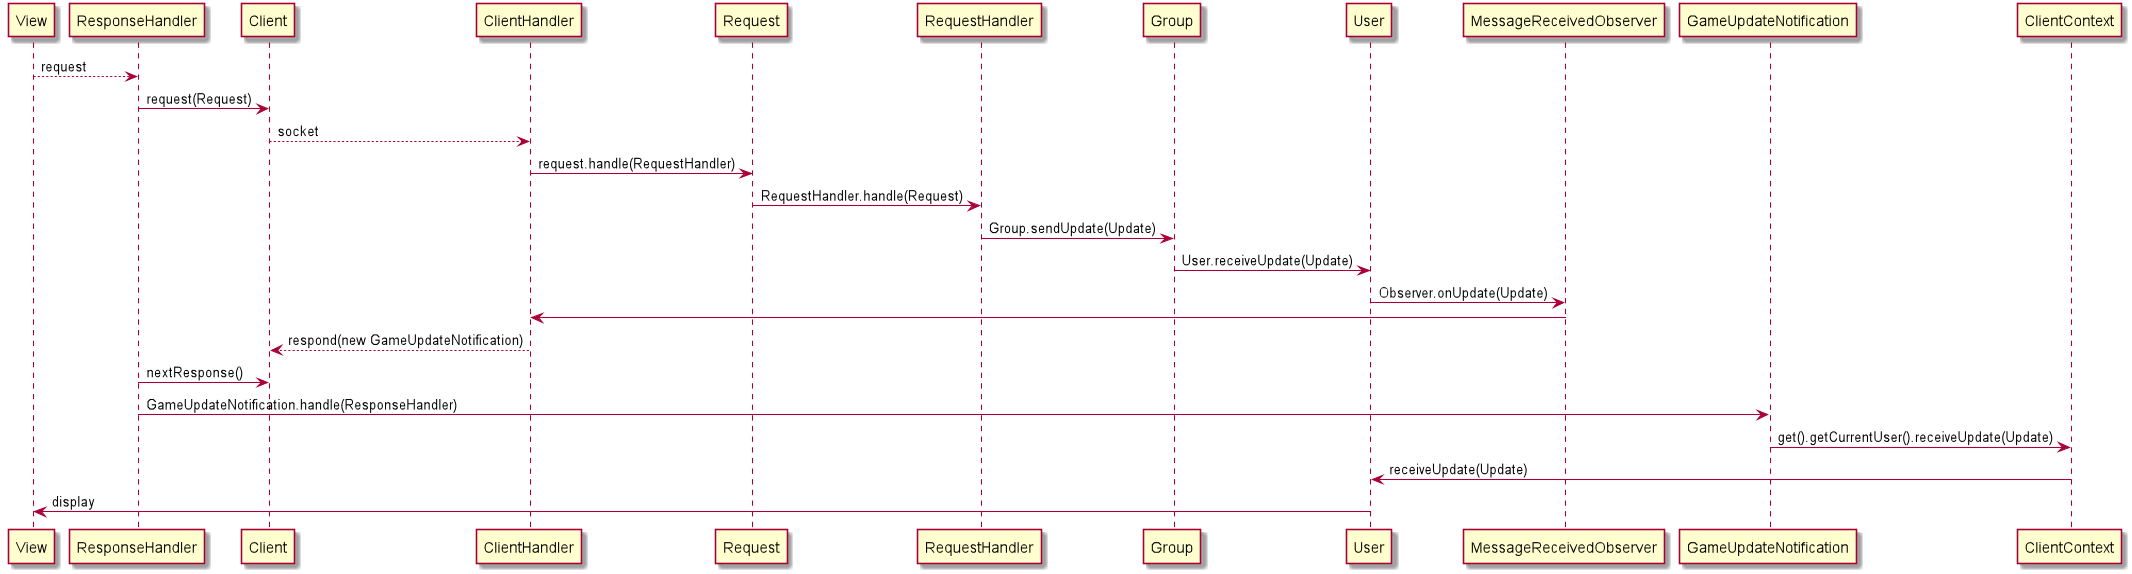 View ResponseHandler Client ClientHandler Request RequestHandler Group User MessageReceivedObserver GameUpdateNotification ClientContext
request
request(Request)
socket
request.handle(RequestHandler)
RequestHandler.handle(Request)
Group.sendUpdate(Update)
User.receiveUpdate(Update)
Observer.onUpdate(Update)
respond(new GameUpdateNotification)
nextResponse()
GameUpdateNotification.handle(ResponseHandler)
get().getCurrentUser().receiveUpdate(Update)
receiveUpdate(Update)
display
View ResponseHandler Client ClientHandler Request RequestHandler Group User MessageReceivedObserver GameUpdateNotification ClientContext